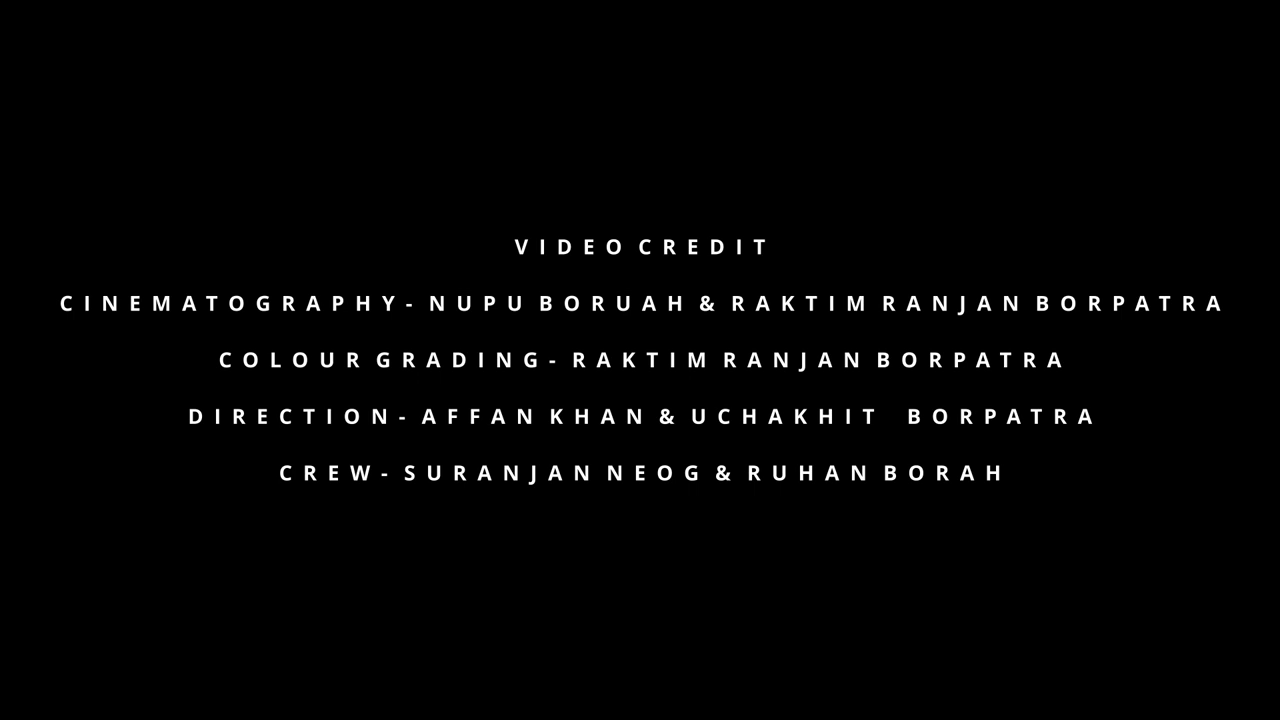 VIDEO CREDIT
CINEMATOGRAPHY- NUPU BORUAH & RAKTIM RANJAN BORPATRA
COLOUR GRADING- RAKTIM RANJAN BORPATRA
DIRECTION- AFFAN KHAN & UCHAKHIT BORPATRA
CREW- SURANJAN NEOG & RUHAN BORAH